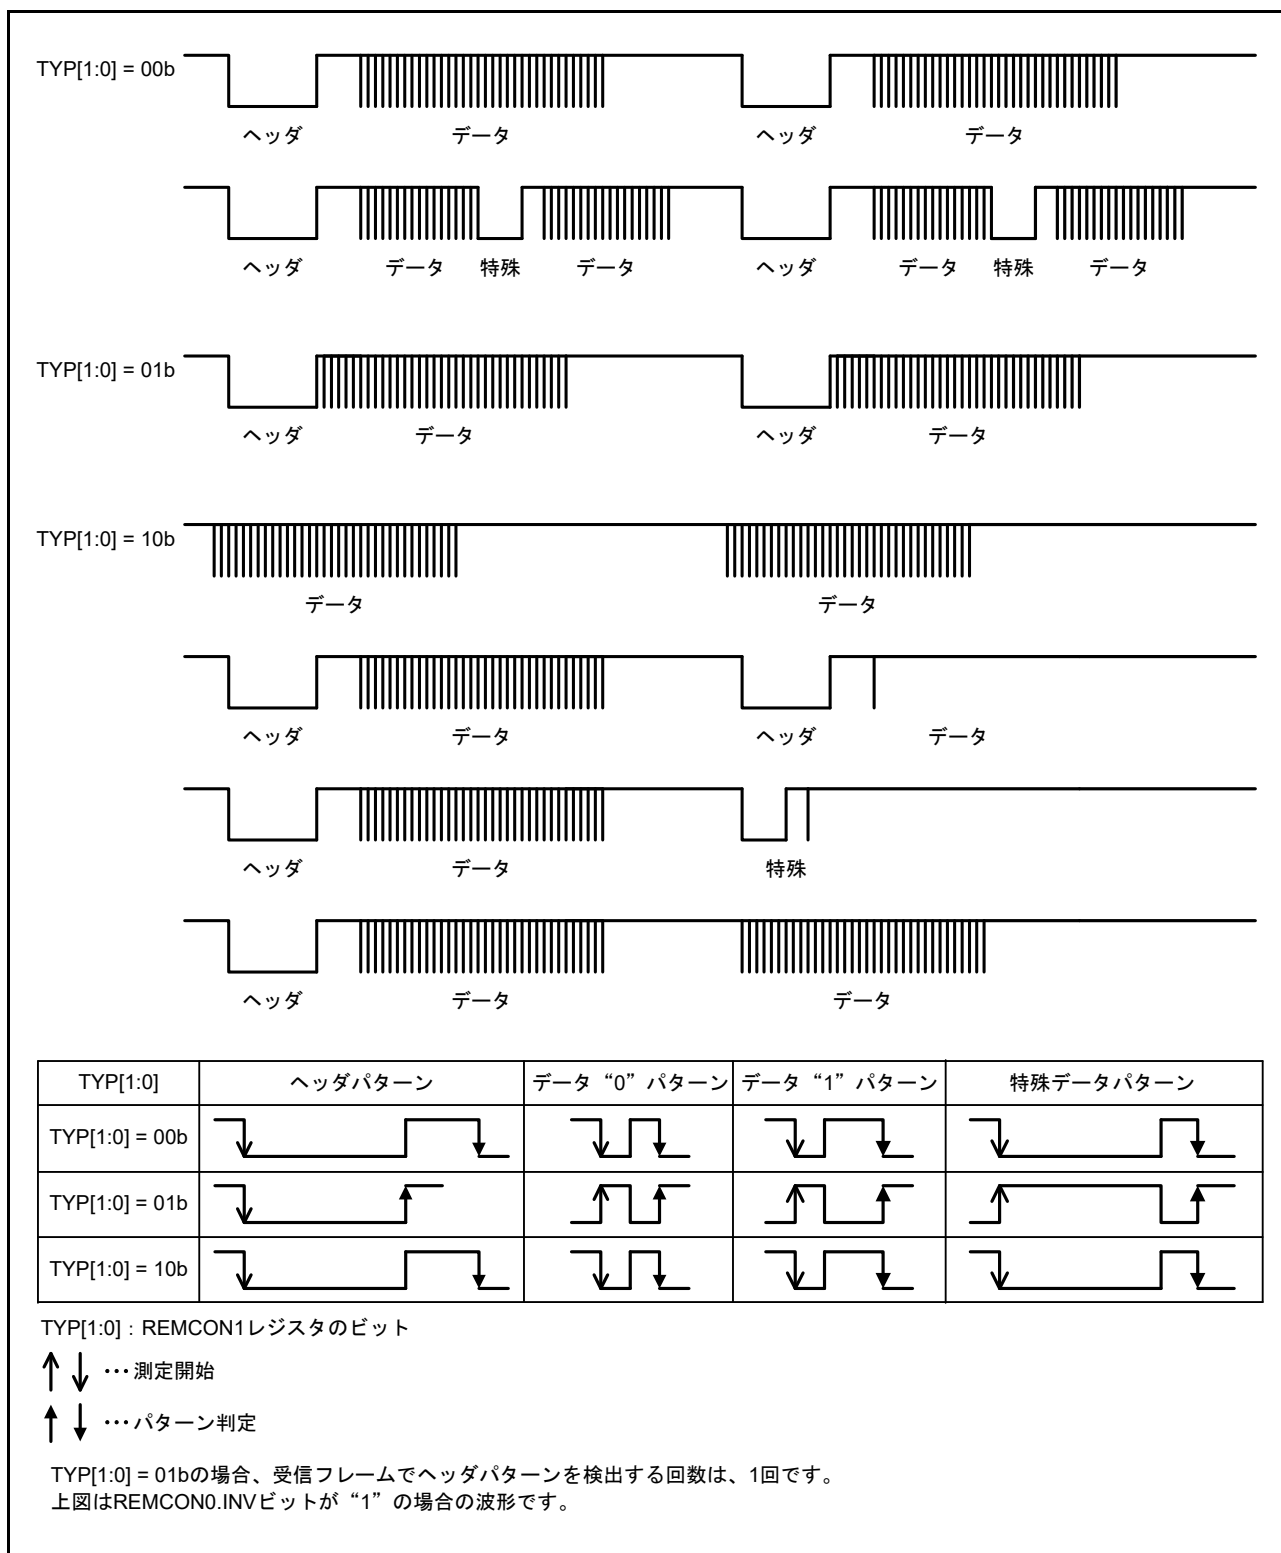 TYP[1:0] = 00b
ヘッダ データ ヘッダ データ
ヘッダ データ 特殊 データ ヘッダ データ 特殊 データ
TYP[1:0] = 01b
ヘッダ データ ヘッダ データ
TYP[1:0] = 10b
データ データ
ヘッダ データ ヘッダ データ
ヘッダ データ 特殊
ヘッダ データ データ
TYP[1:0] ヘッダパターン データ“0”パターン データ“1”パターン 特殊データパターン
TYP[1:0] = 00b
TYP[1:0] = 01b
TYP[1:0] = 10b
TYP[1:0]：REMCON1レジスタのビット
…測定開始
…パターン判定
TYP[1:0] = 01bの場合、受信フレームでヘッダパターンを検出する回数は、1回です。
上図はREMCON0.INVビットが“1”の場合の波形です。